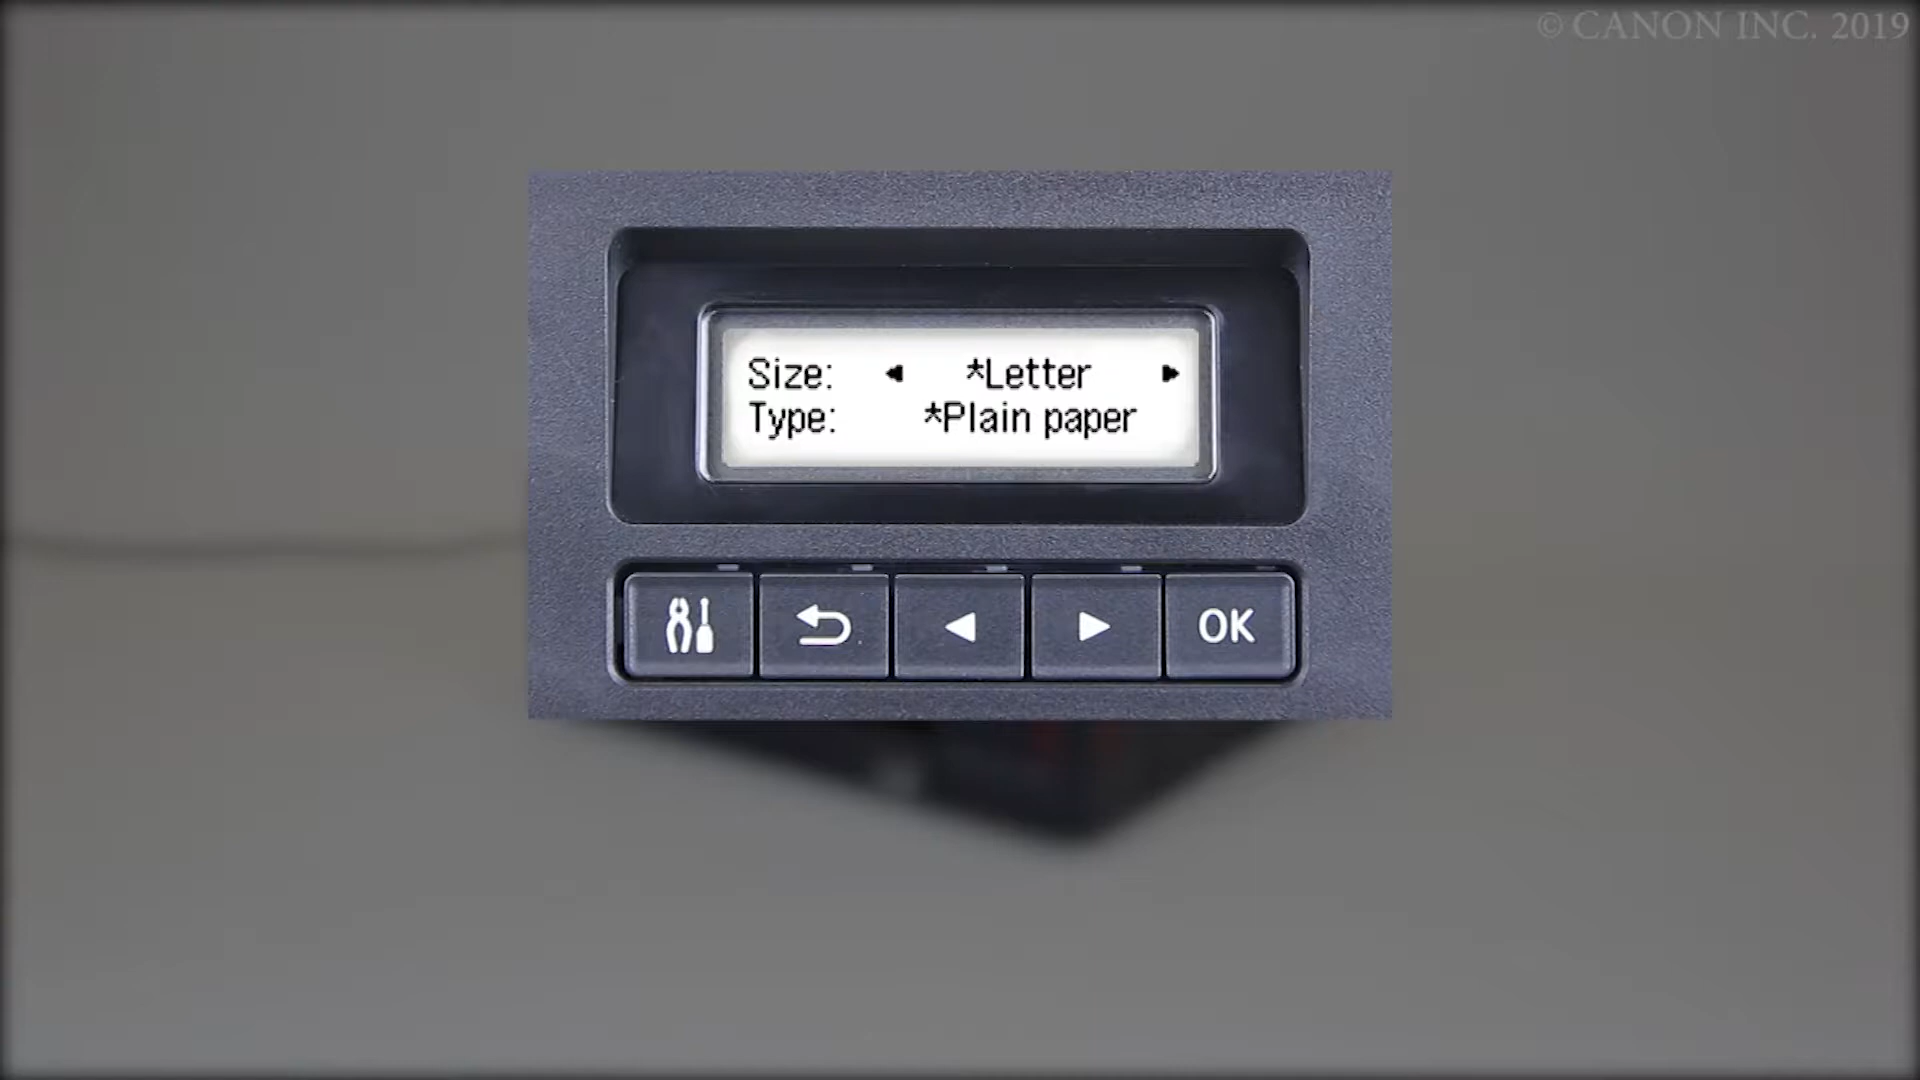 © CANON INC. 2019
Size: ◀ *Letter ▶
Type: *Plain paper
OK